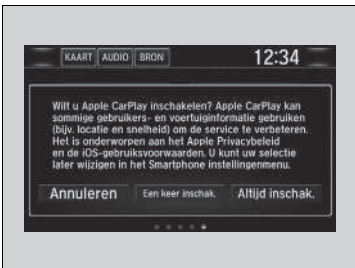 KAART AUDIO BRON 12:34
Wilt u Apple CarPlay inschakelen? Apple CarPlay kan
sommige gebruikers- en voertuiginformatie gebruiken
(bijv. locatie en snelheid) om de service te verbeteren.
Het is onderworpen aan het Apple Privacybeleid
en de iOS-gebruiksvoorwaarden. U kunt uw selectie
later wijzigen in het Smartphone instellingenmenu.
Annuleren Een keer inschak. Altijd inschak.